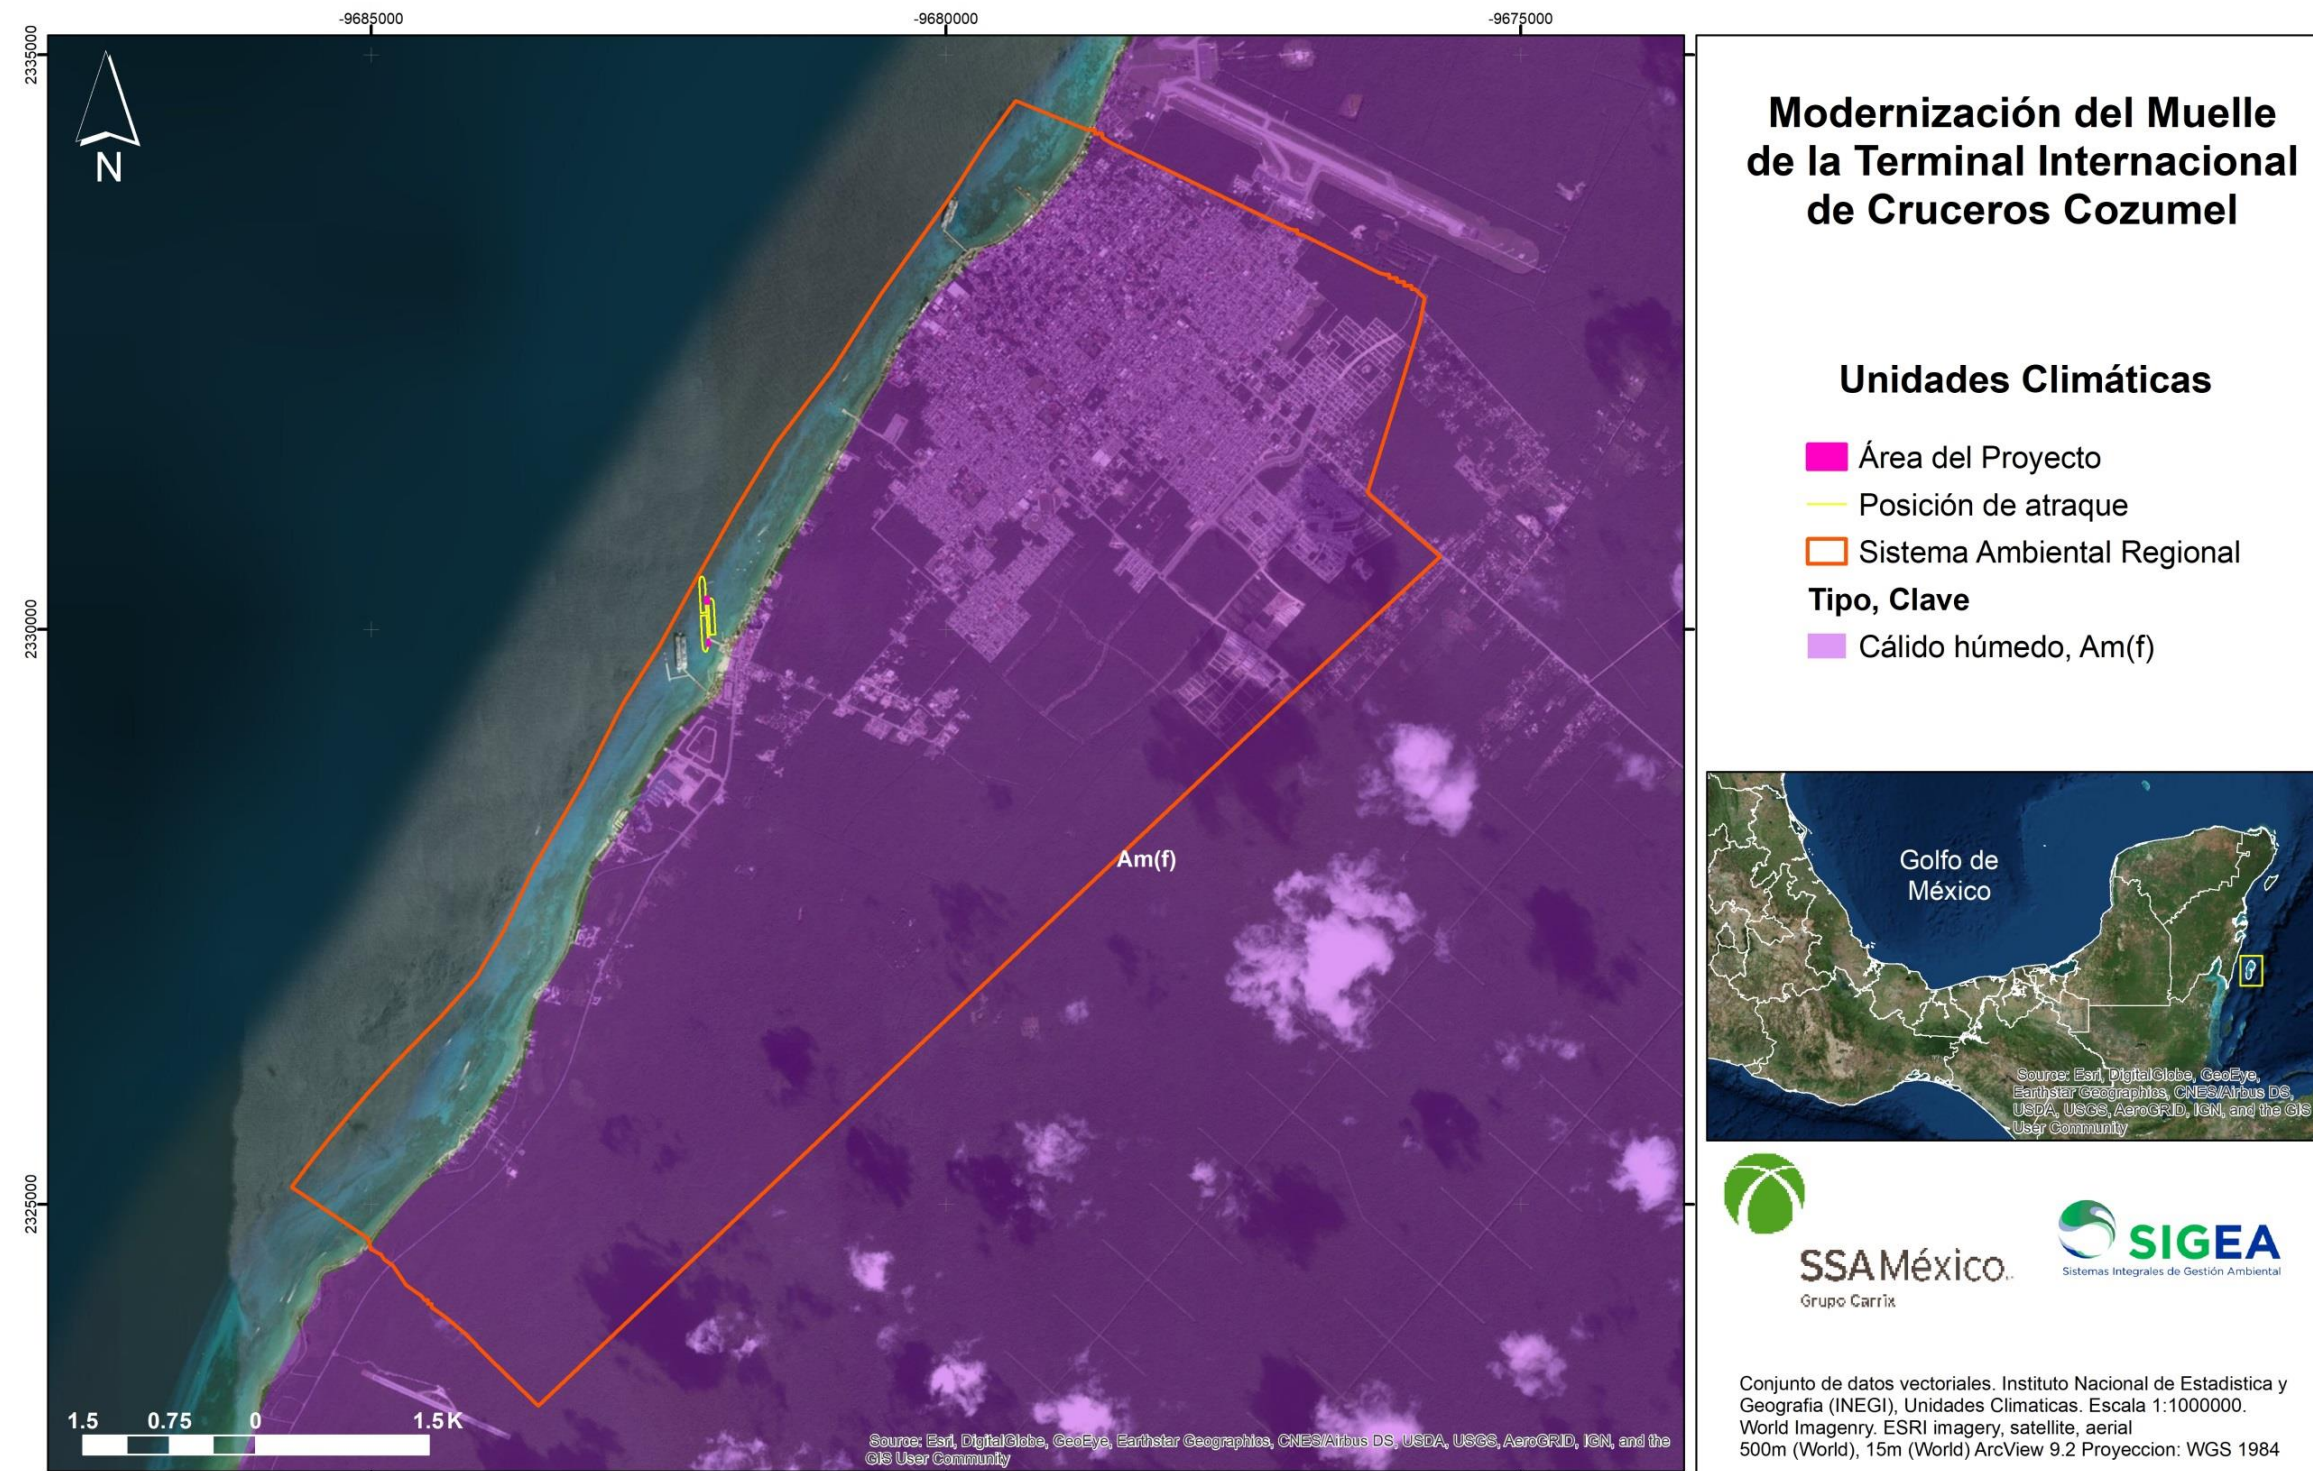 -9685000
-9680000
-9675000
2335000
2330000
2325000
N
Am(f)
1.5 0.75 0 1.5 K
Source: Esri, DigitalGlobe, GeoEye, Earthstar Geographics, CNES/Airbus DS, USDA, USGS, AeroGRID, IGN, and the
GIS User Community
Modernización del Muelle
de la Terminal Internacional
de Cruceros Cozumel
Unidades Climáticas
Área del Proyecto
Posición de atraque
Sistema Ambiental Regional
Tipo, Clave
Cálido húmedo, Am(f)
Golfo de
México
Source: Esri, DigitalGlobe, GeoEye,
Earthstar Geographics, CNES/Airbus DS,
USDA, USGS, AeroGRID, IGN, and the GIS
User Community
SSA México
Grupo Carrix
SIGEA
Sistemas Integrales de Gestión Ambiental
Conjunto de datos vectoriales. Instituto Nacional de Estadistica y
Geografia (INEGI), Unidades Climaticas. Escala 1:1000000.
World Imagenry. ESRI imagery, satellite, aerial
500m (World), 15m (World) ArcView 9.2 Proyeccion: WGS 1984